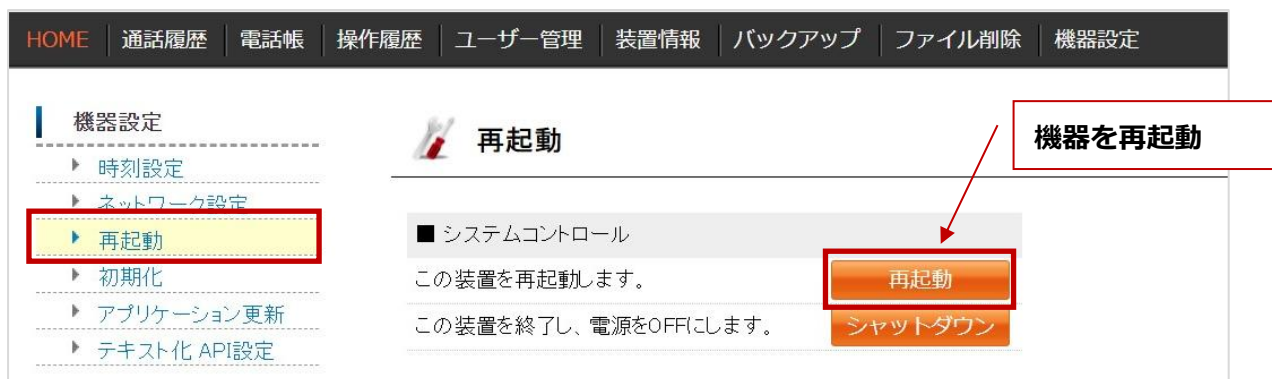 HOME 通話履歴 電話帳 操作履歴 ユーザー管理 装置情報 バックアップ ファイル削除 機器設定
機器設定
時刻設定
ネットワーク設定
再起動
初期化
アプリケーション更新
テキスト化 API設定
再起動
機器を再起動
■ システムコントロール
この装置を再起動します。 再起動
この装置を終了し、電源をOFFにします。 シャットダウン